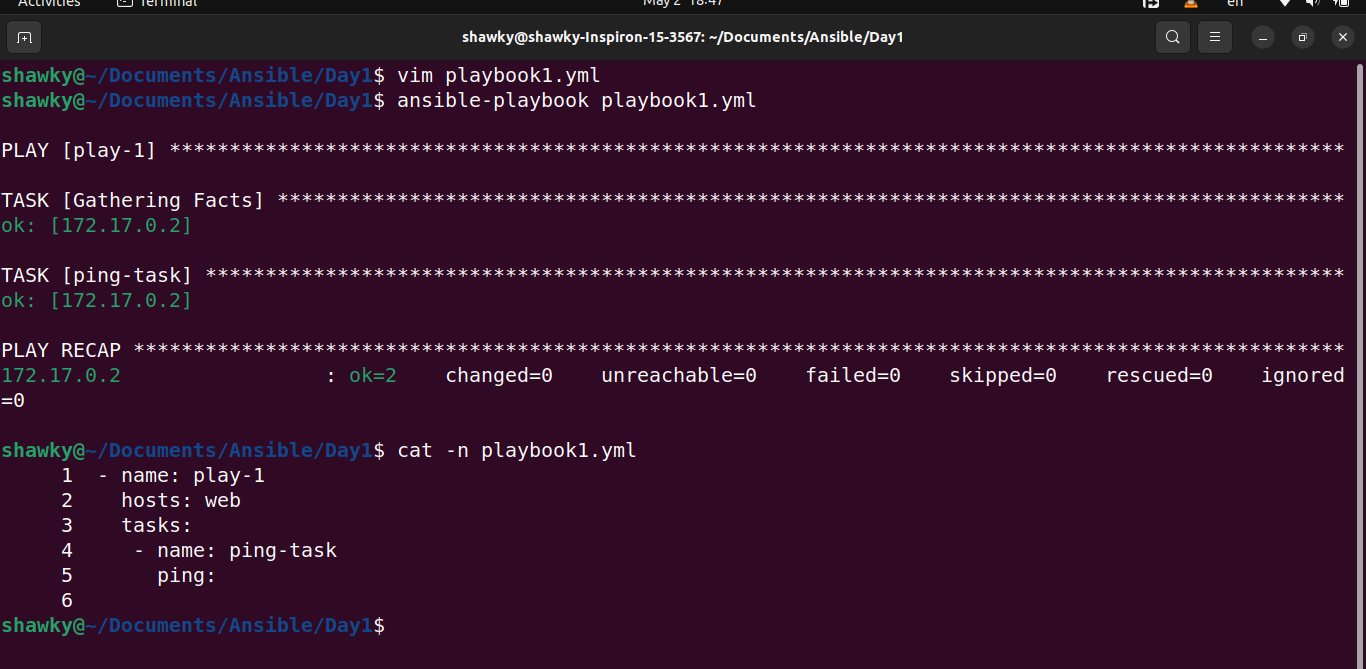 Activities Terminal May 2 18:47 en
shawky@shawky-Inspiron-15-3567: ~/Documents/Ansible/Day1
shawky@~/Documents/Ansible/Day1$ vim playbook1.yml
shawky@~/Documents/Ansible/Day1$ ansible-playbook playbook1.yml
PLAY [play-1] **************************************************************************************************
TASK [Gathering Facts] *****************************************************************************************
ok: [172.17.0.2]
TASK [ping-task] ***********************************************************************************************
ok: [172.17.0.2]
PLAY RECAP *****************************************************************************************************
172.17.0.2                 : ok=2    changed=0    unreachable=0    failed=0    skipped=0    rescued=0    ignored
=0
shawky@~/Documents/Ansible/Day1$ cat -n playbook1.yml
     1  - name: play-1
     2    hosts: web
     3    tasks:
     4     - name: ping-task
     5       ping:
     6
shawky@~/Documents/Ansible/Day1$